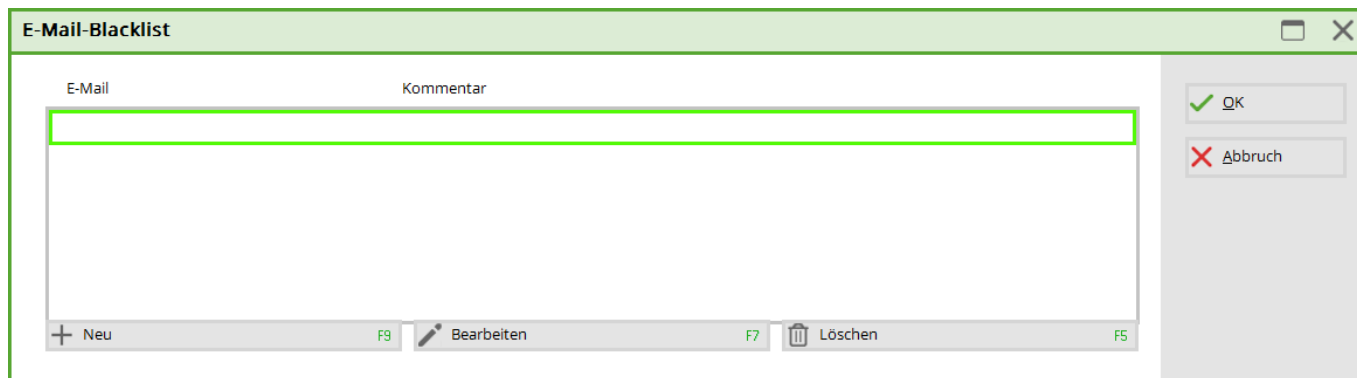 E-Mail-Blacklist
E-Mail Kommentar
OK
Abbruch
Neu F9 Bearbeiten F7 Löschen F5